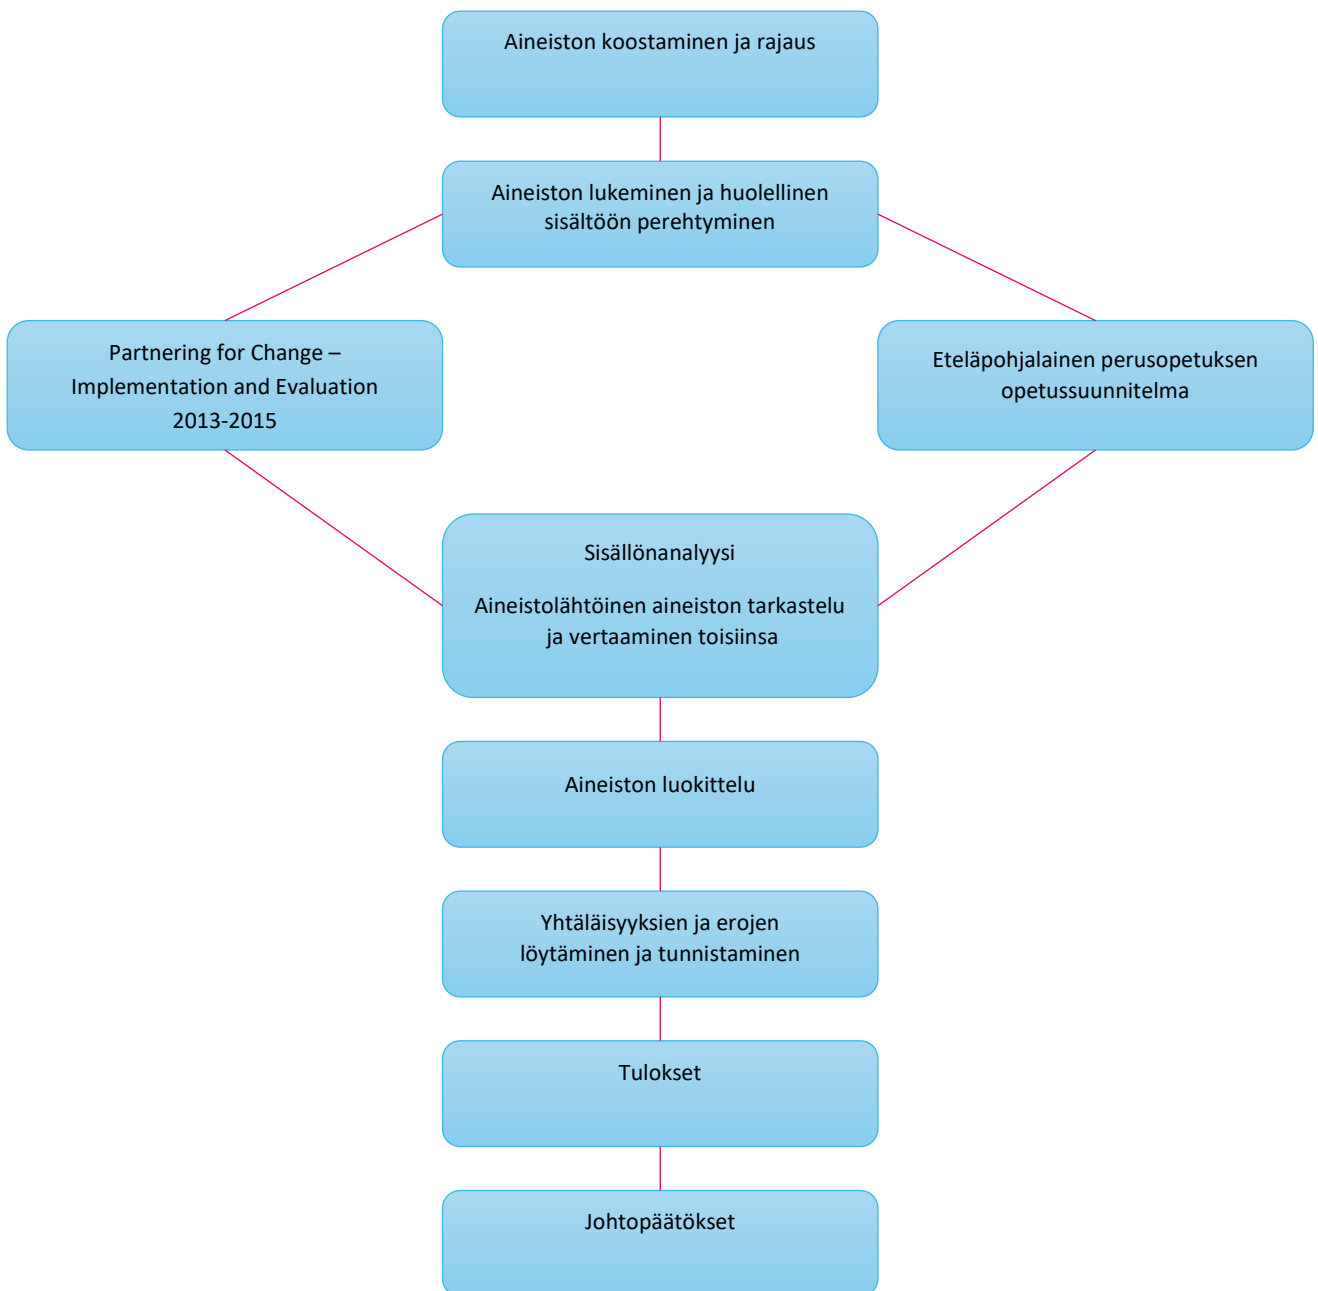 Aineiston koostaminen ja rajaus
Aineiston lukeminen ja huolellinen
sisältöön perehtyminen
Partnering for Change –
Implementation and Evaluation
2013-2015
Eteläpohjalainen perusopetuksen
opetussuunnitelma
Sisällönanalyysi
Aineistolähtöinen aineiston tarkastelu
ja vertaaminen toisiinsa
Aineiston luokittelu
Yhtäläisyyksien ja erojen
löytäminen ja tunnistaminen
Tulokset
Johtopäätökset